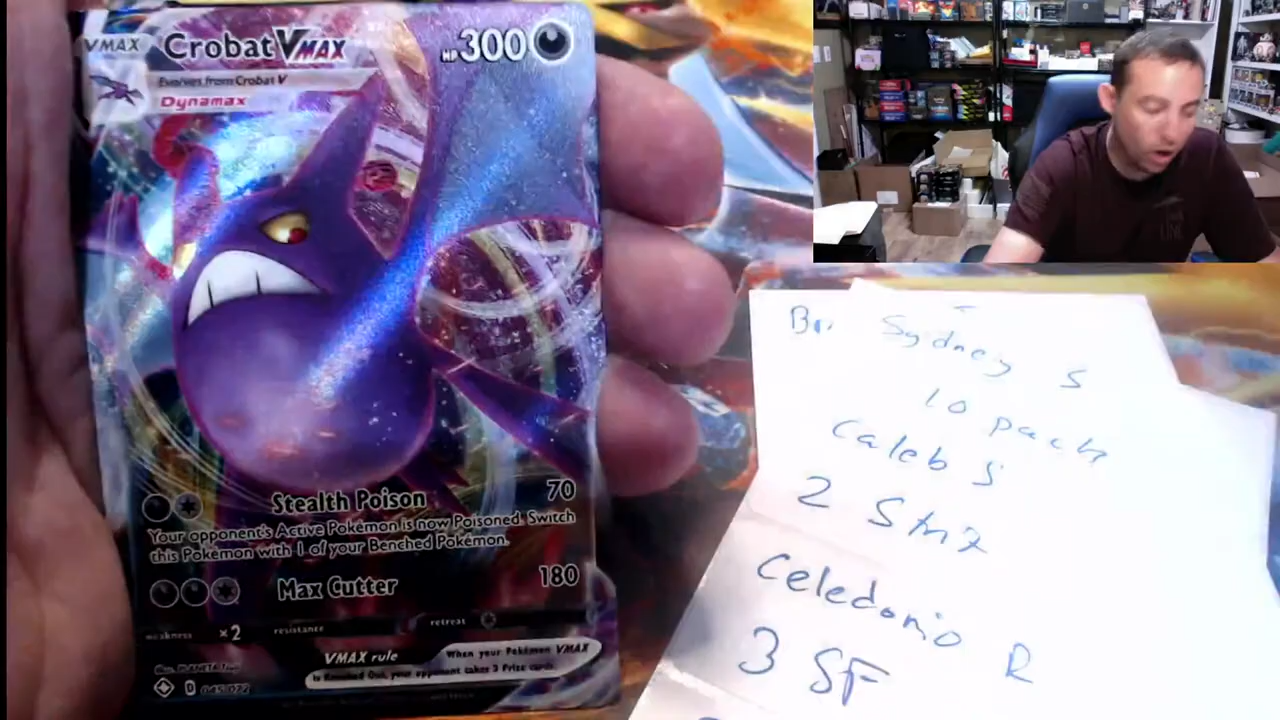 VMAX Crobat VMAX HP 300
Evolves from Crobat V
Dynamax
Stealth Poison 70
Your opponent's Active Pokémon is now Poisoned. Switch
this Pokémon with 1 of your Benched Pokémon.
Max Cutter 180
weakness ×2 resistance retreat
VMAX rule When your Pokémon VMAX
is Knocked Out, your opponent takes 3 Prize cards.
D 045/072
Sydney S
10 pack
Caleb S
2
Celedonio R
3 SF